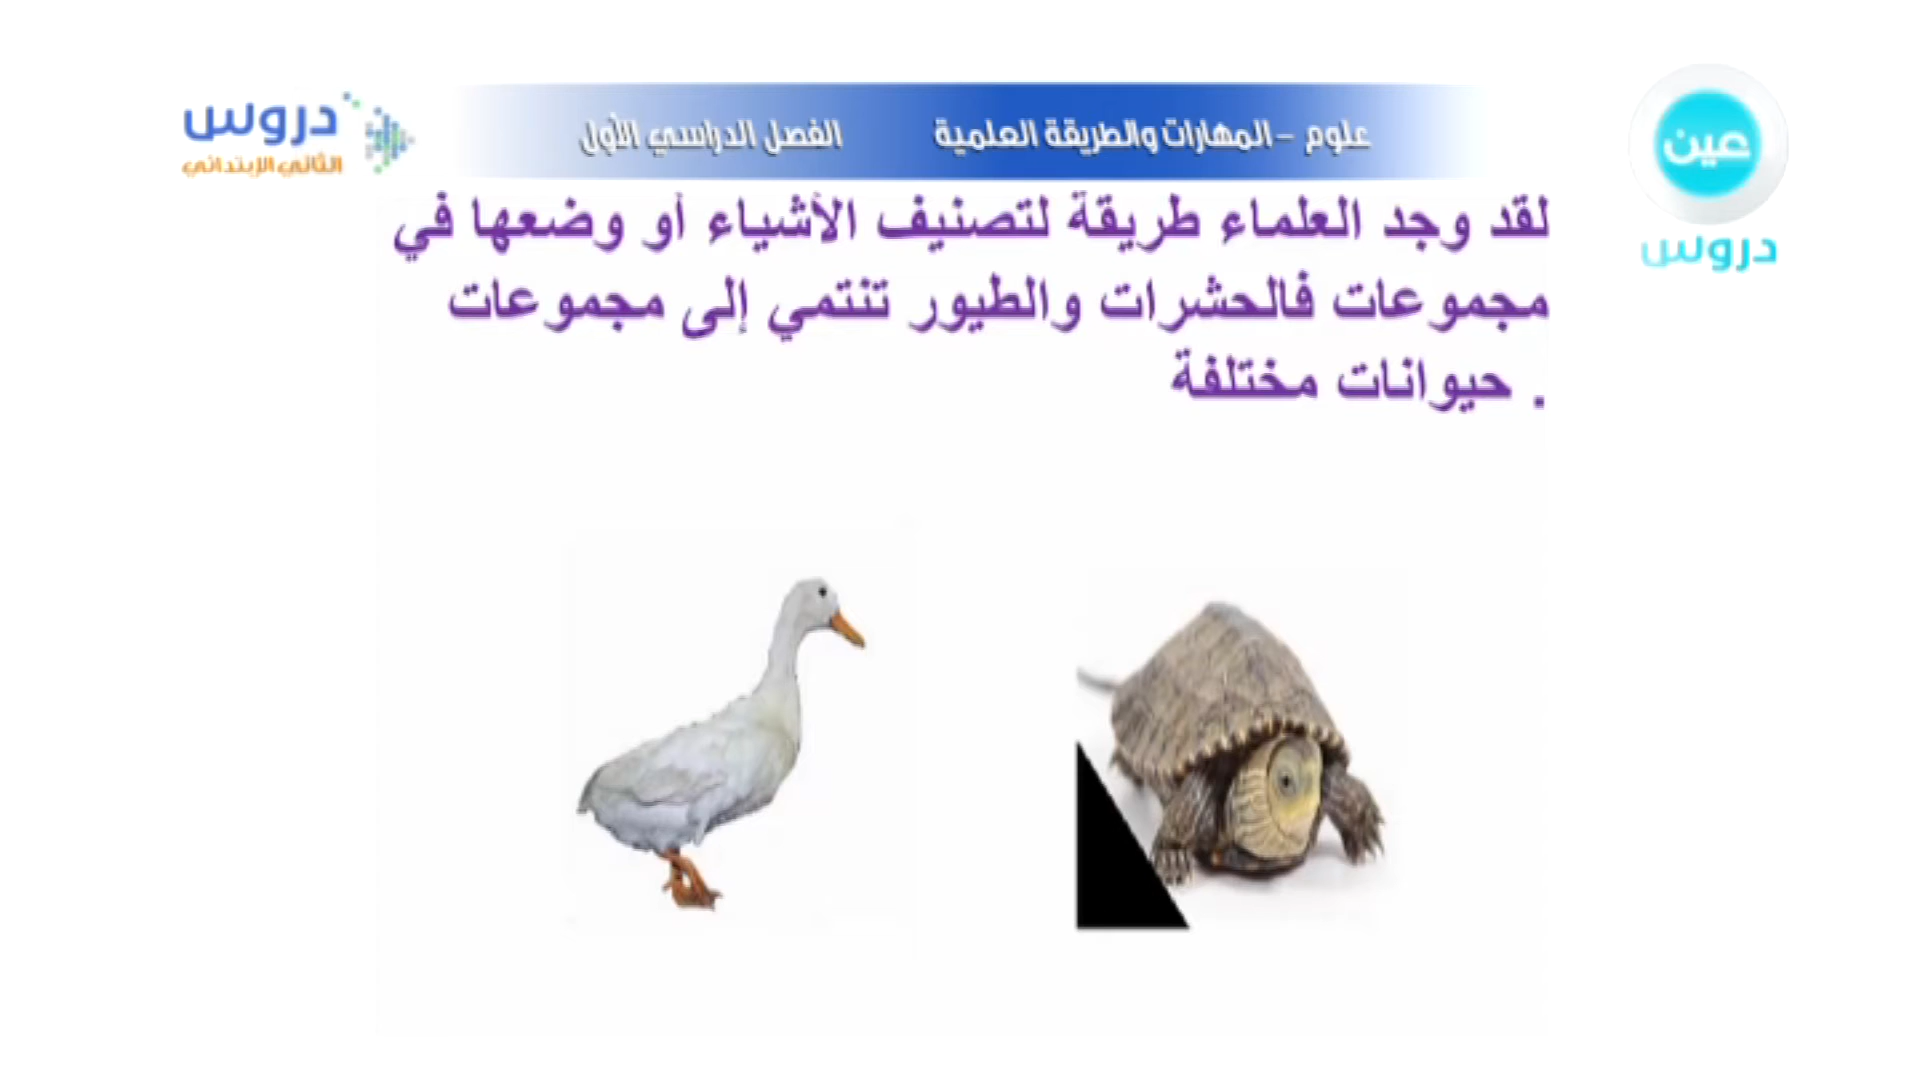 دروس
الثاني الإبتدائي
علوم – المهارات والطريقة العلمية
الفصل الدراسي الأول
عين
دروس
لقد وجد العلماء طريقة لتصنيف الأشياء أو وضعها في
مجموعات فالحشرات والطيور تنتمي إلى مجموعات
. حيوانات مختلفة